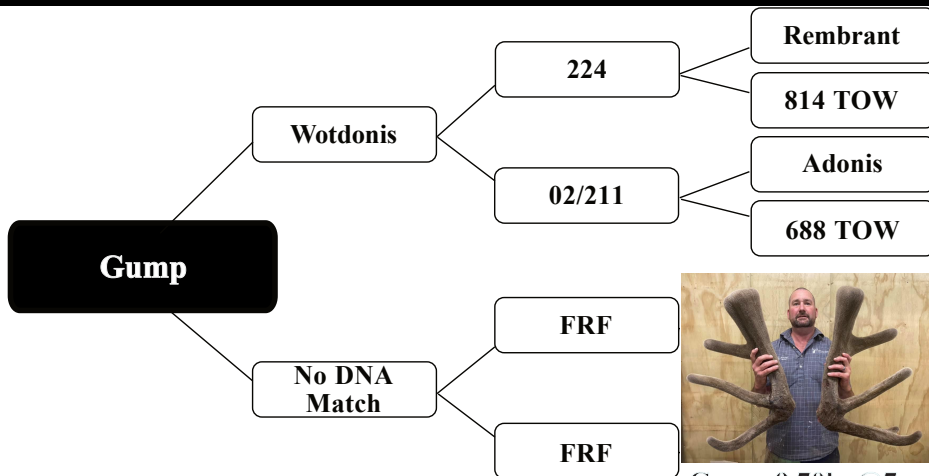 Rembrant
224
814 TOW
Wotdonis
Adonis
02/211
688 TOW
Gump
FRF
No DNA
Match
FRF